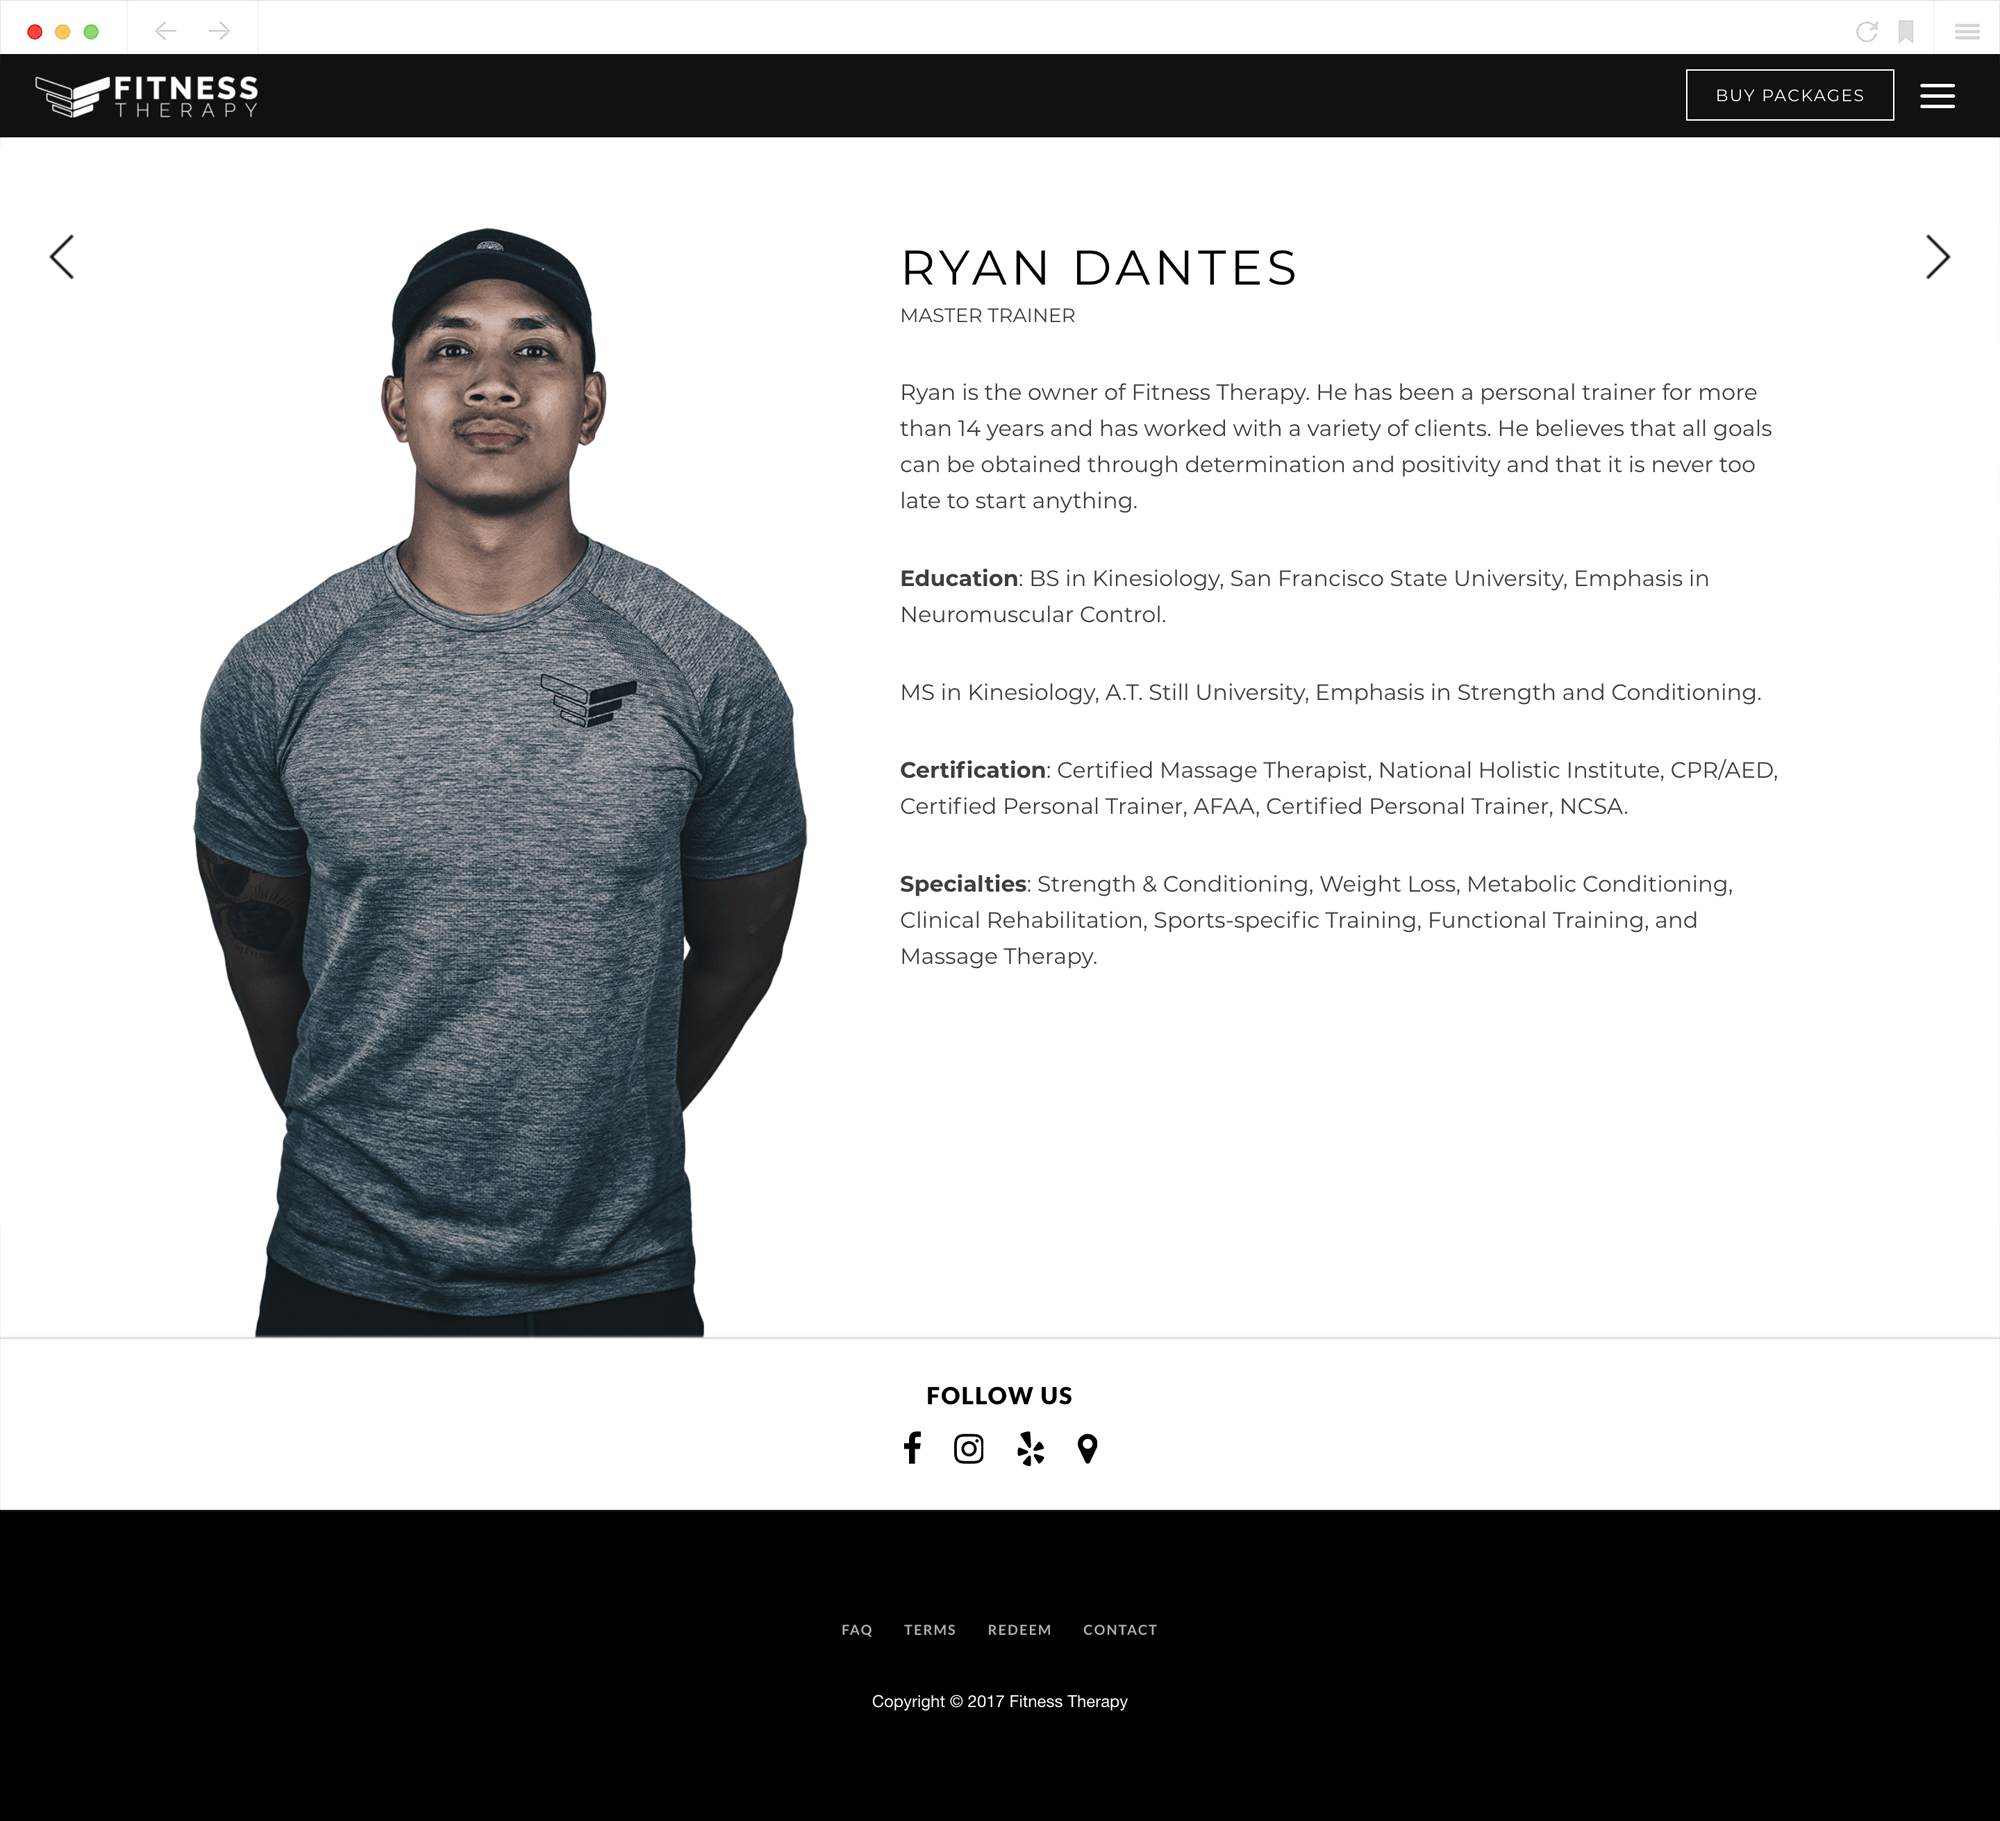 FITNESS
THERAPY
BUY PACKAGES
RYAN DANTES
MASTER TRAINER
Ryan is the owner of Fitness Therapy. He has been a personal trainer for more
than 14 years and has worked with a variety of clients. He believes that all goals
can be obtained through determination and positivity and that it is never too
late to start anything.
Education: BS in Kinesiology, San Francisco State University, Emphasis in
Neuromuscular Control.
MS in Kinesiology, A.T. Still University, Emphasis in Strength and Conditioning.
Certification: Certified Massage Therapist, National Holistic Institute, CPR/AED,
Certified Personal Trainer, AFAA, Certified Personal Trainer, NCSA.
Specialties: Strength & Conditioning, Weight Loss, Metabolic Conditioning,
Clinical Rehabilitation, Sports-specific Training, Functional Training, and
Massage Therapy.
FOLLOW US
FAQ TERMS REDEEM CONTACT
Copyright © 2017 Fitness Therapy